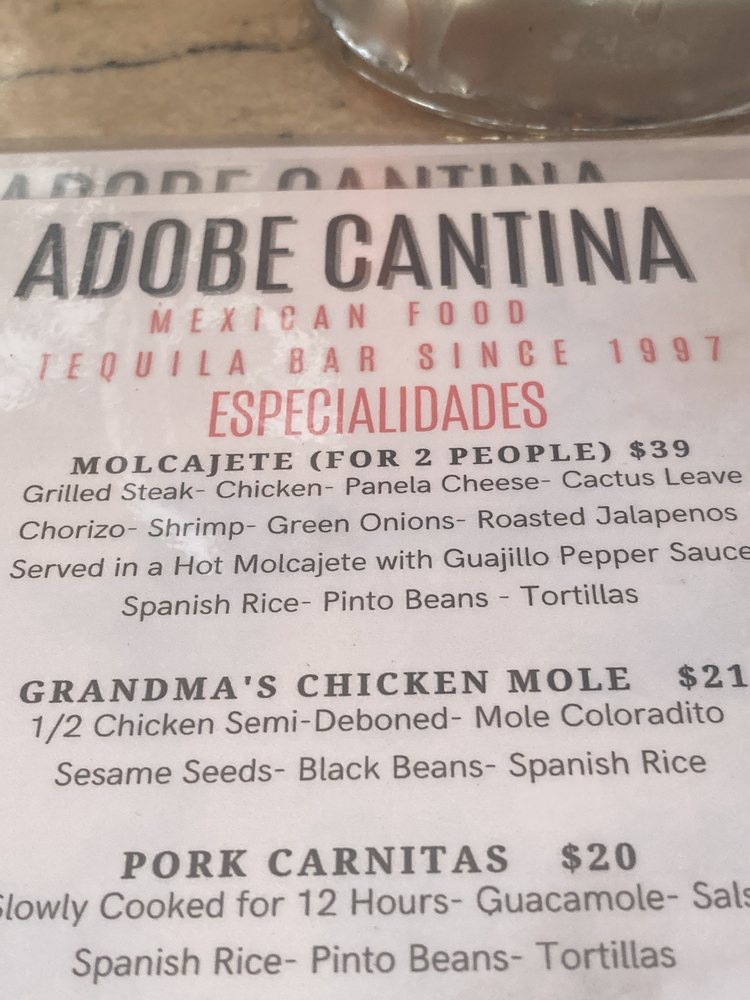 ADOBE CANTINA
ADOBE CANTINA
MEXICAN FOOD
TEQUILA BAR SINCE 1997
ESPECIALIDADES
MOLCAJETE (FOR 2 PEOPLE) $39
Grilled Steak- Chicken- Panela Cheese- Cactus Leave
Chorizo- Shrimp- Green Onions- Roasted Jalapenos
Served in a Hot Molcajete with Guajillo Pepper Sauce
Spanish Rice- Pinto Beans - Tortillas
GRANDMA'S CHICKEN MOLE $21
1/2 Chicken Semi-Deboned- Mole Coloradito
Sesame Seeds- Black Beans- Spanish Rice
PORK CARNITAS $20
Slowly Cooked for 12 Hours- Guacamole- Sals
Spanish Rice- Pinto Beans- Tortillas